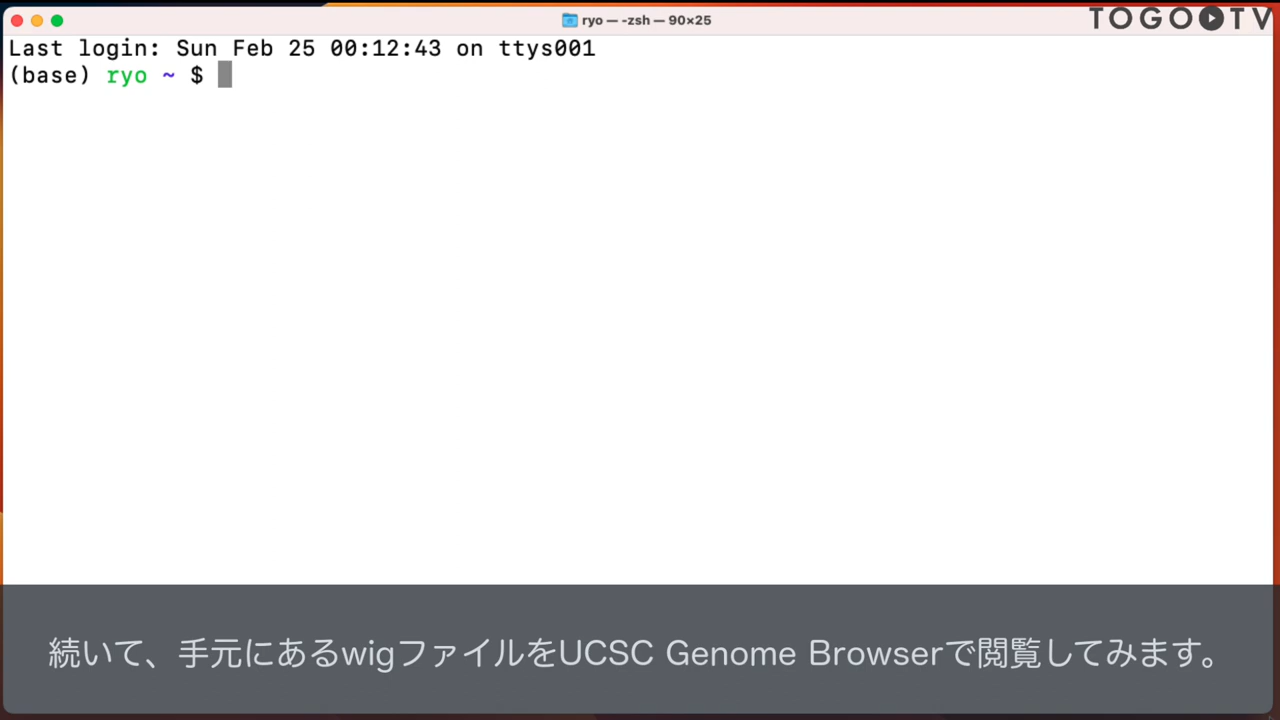 ryo — -zsh — 90×25
TOGO TV
Last login: Sun Feb 25 00:12:43 on ttys001
(base) ryo ~ $
続いて、手元にあるwigファイルをUCSC Genome Browserで閲覧してみます。